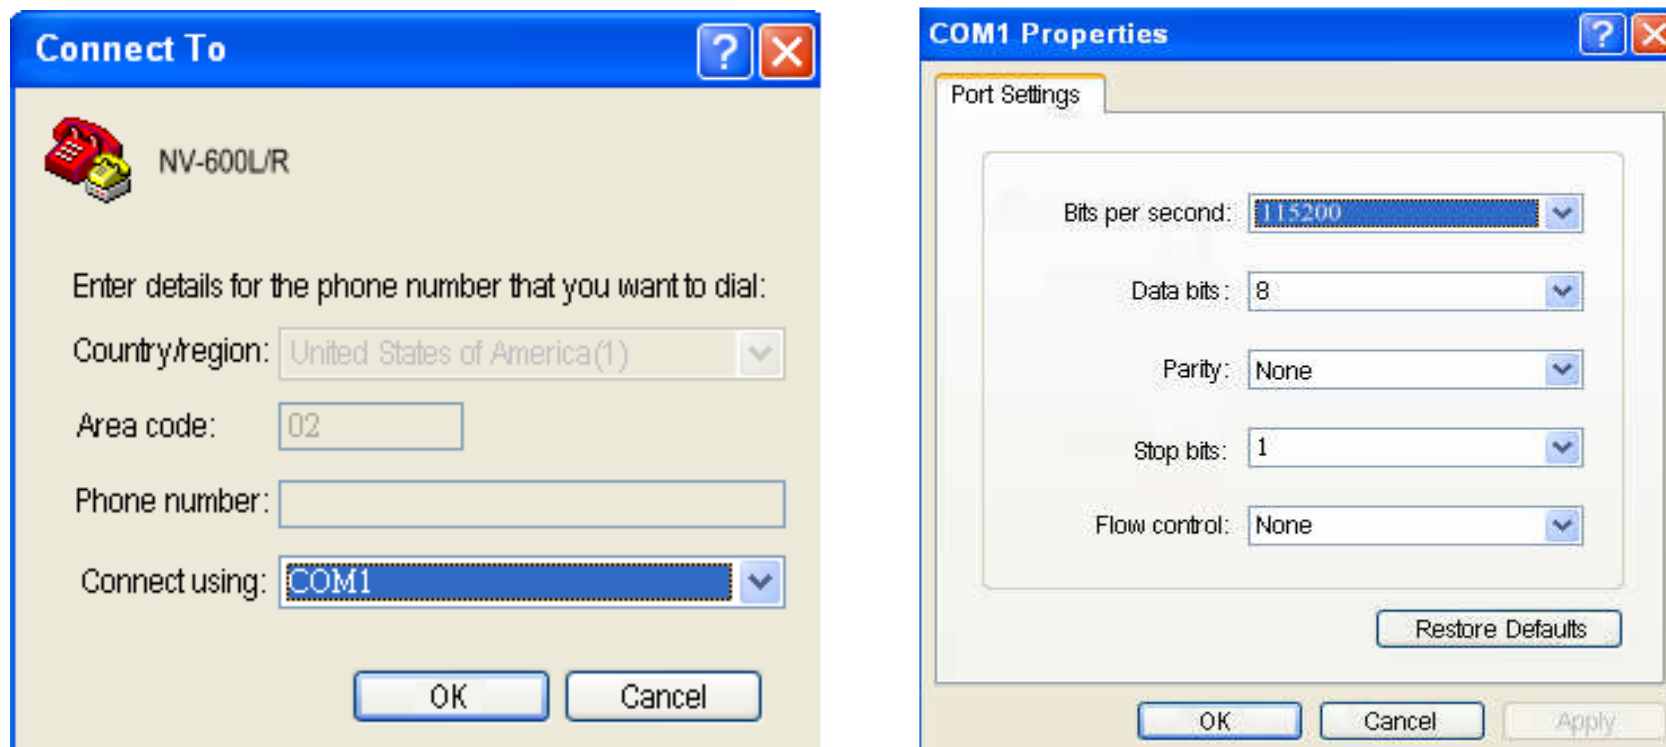 Connect To
NV-600L/R
Enter details for the phone number that you want to dial:
Country/region: United States of America(1)
Area code: 02
Phone number:
Connect using: COM1
OK Cancel
COM1 Properties
Port Settings
Bits per second: 115200
Data bits: 8
Parity: None
Stop bits: 1
Flow control: None
Restore Defaults
OK Cancel Apply